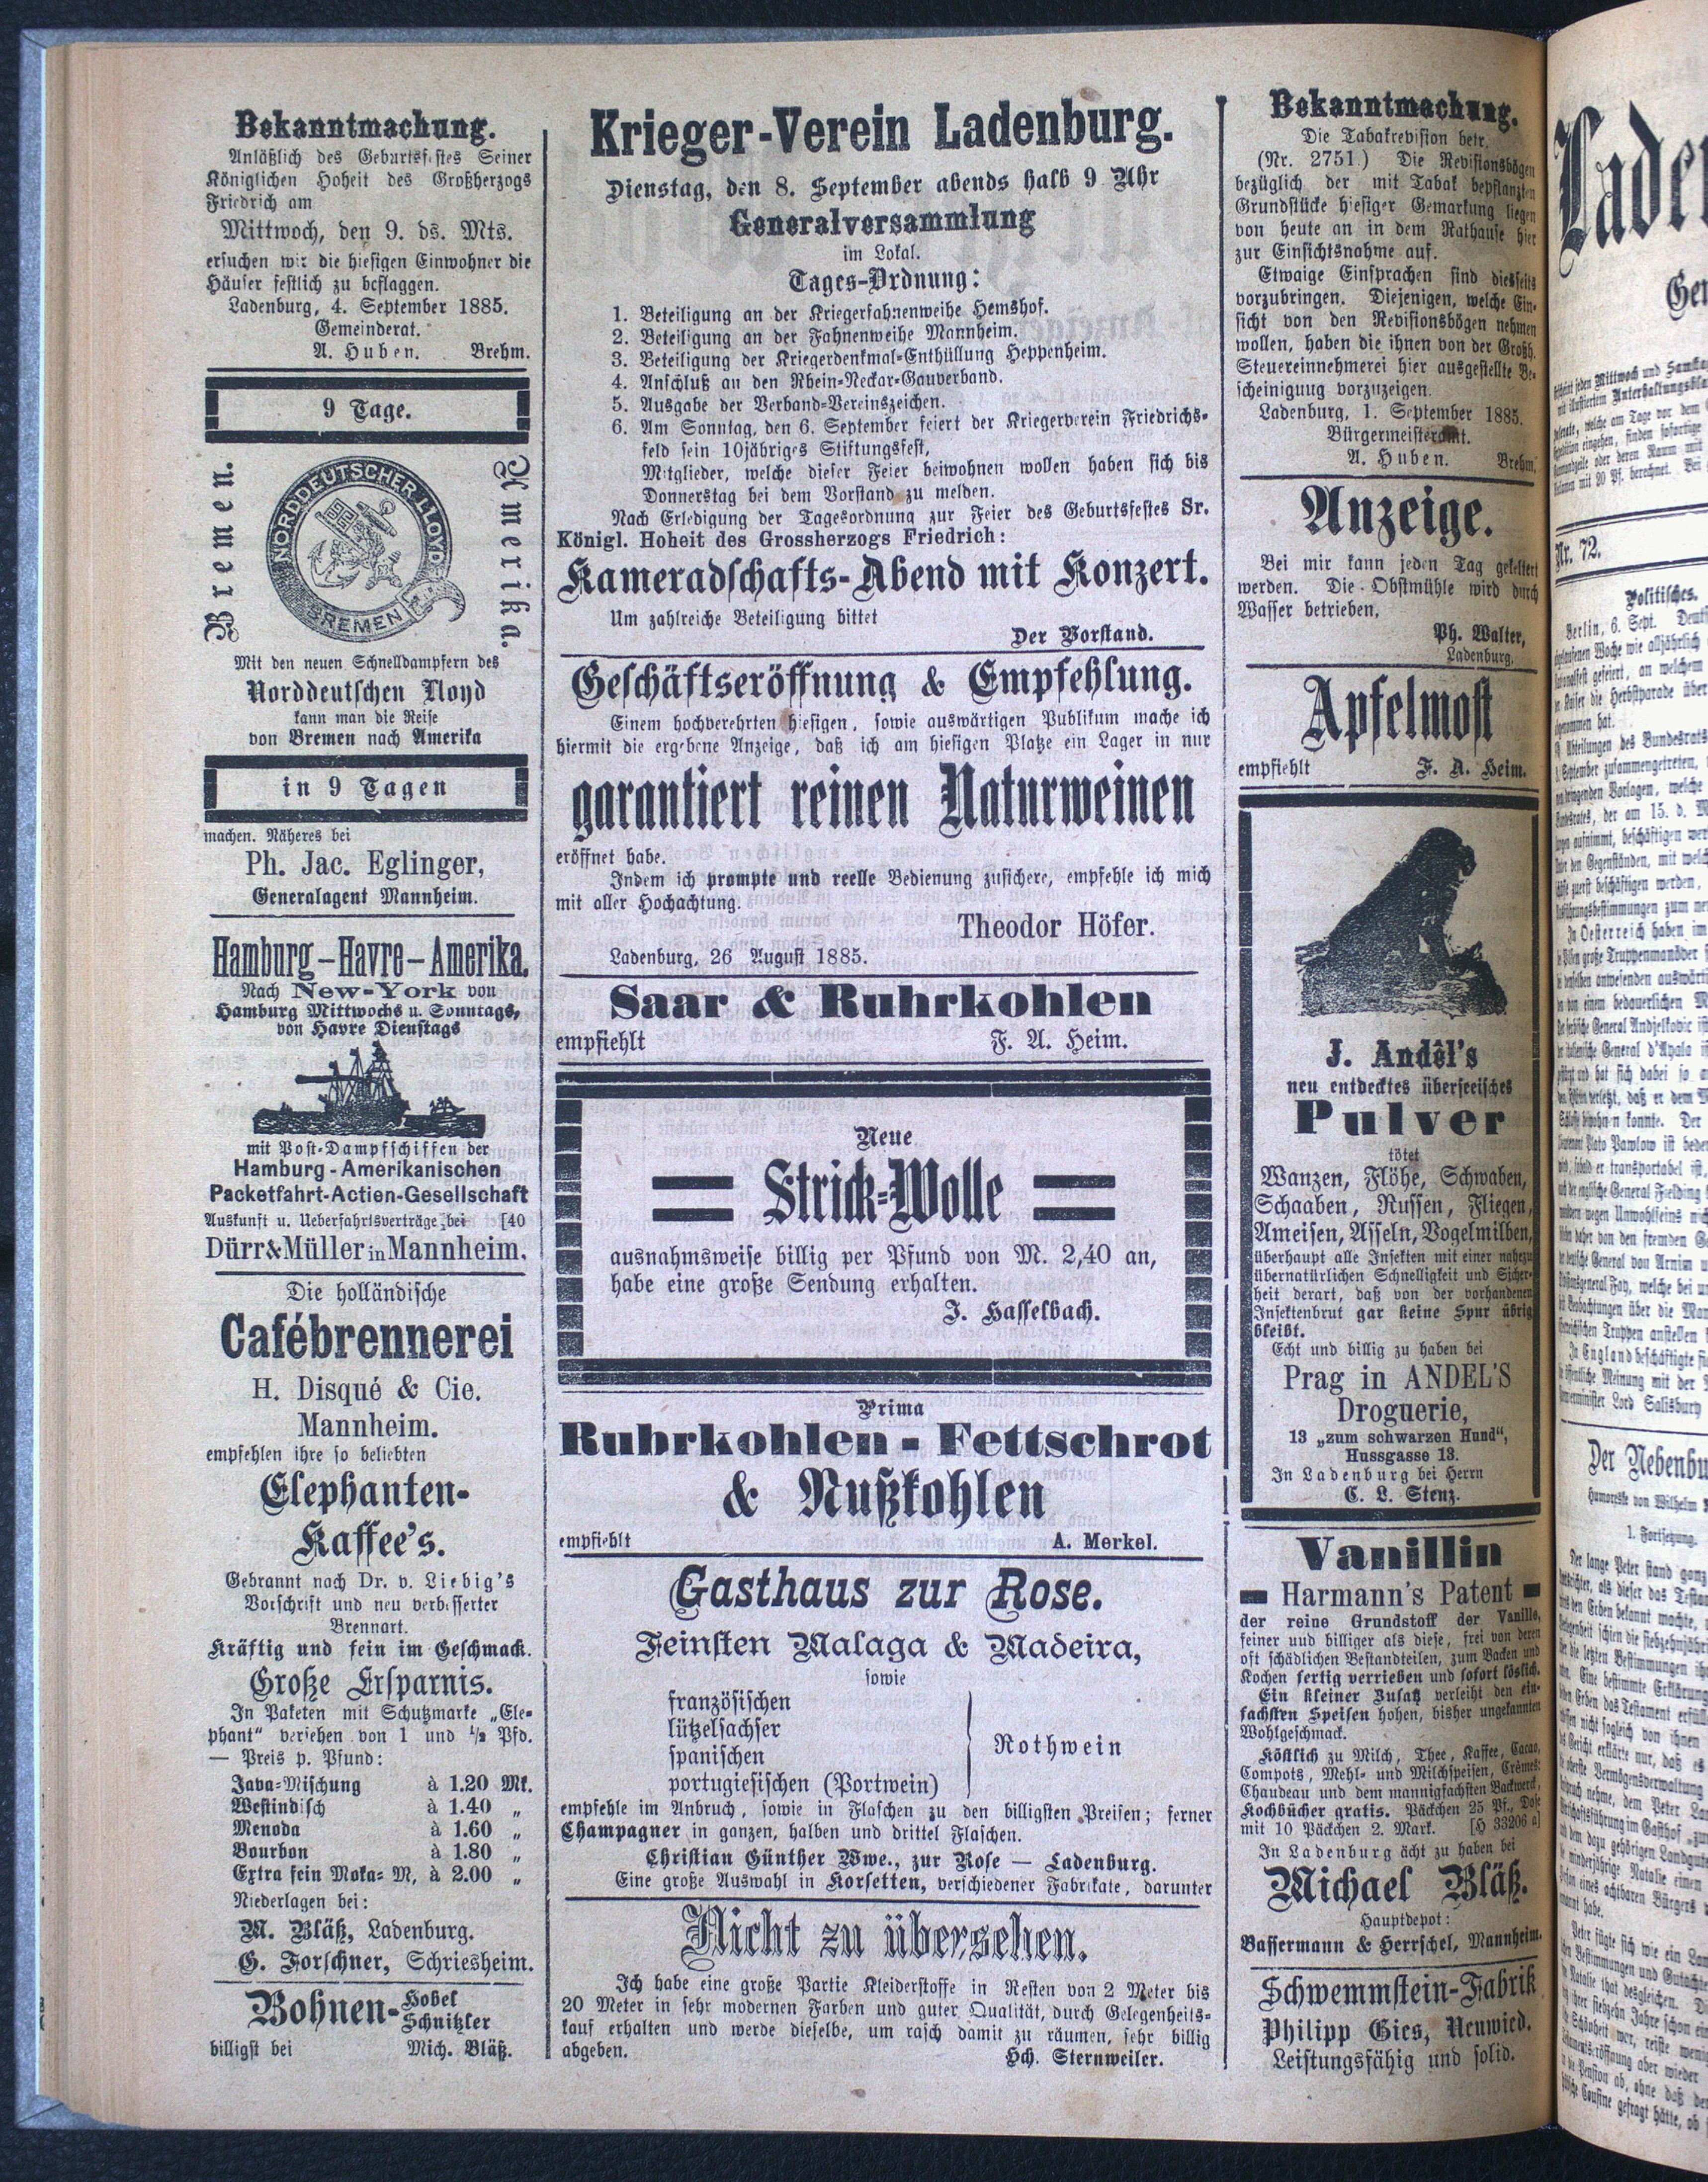 Bekanntmachung.
Anläßlich des Geburtsfestes Seiner
Königlichen Hoheit des Großherzogs
Friedrich am
Mittwoch, den 9. ds. Mts.
ersuchen wir die hiesigen Einwohner die
Häuser festlich zu beflaggen.
Ladenburg, 4. September 1885.
Gemeinderat.
A. Huben. Brehm.
9 Tage.
Bremen.
NORDDEUTSCHER LLOYD
BREMEN
Amerika.
Mit den neuen Schnelldampfern des
Norddeutschen Lloyd
kann man die Reise
von Bremen nach Amerika
in 9 Tagen
machen. Näheres bei
Ph. Jac. Eglinger,
Generalagent Mannheim.
Hamburg–Havre–Amerika.
Nach New-York von
Hamburg Mittwochs u. Sonntags,
von Havre Dienstags
mit Post-Dampfschiffen der
Hamburg-Amerikanischen
Packetfahrt-Actien-Gesellschaft
Auskunft u. Ueberfahrtsverträge bei [40
Dürr & Müller in Mannheim.
Die holländische
Cafébrennerei
H. Disqué & Cie.
Mannheim.
empfehlen ihre so beliebten
Elephanten-
Kaffee's.
Gebrannt nach Dr. v. Liebig's
Vorschrift und neu verbesserter
Brennart.
Kräftig und fein im Geschmack.
Große Ersparnis.
In Paketen mit Schutzmarke „Ele-
phant“ versehen von 1 und ½ Pfd.
— Preis p. Pfund:
Java-Mischung à 1.20 Mk.
Westindisch à 1.40 „
Menoda à 1.60 „
Bourbon à 1.80 „
Extra fein Moka-M, à 2.00 „
Niederlagen bei:
M. Bläß, Ladenburg.
G. Forschner, Schriesheim.
Bohnen-Hobel
Schnitzler
billigst bei Mich. Bläß.
Krieger-Verein Ladenburg.
Dienstag, den 8. September abends halb 9 Uhr
Generalversammlung
im Lokal.
Tages-Ordnung:
1. Beteiligung an der Kriegerfahnenweihe Hemshof.
2. Beteiligung an der Fahnenweihe Mannheim.
3. Beteiligung der Kriegerdenkmal-Enthüllung Heppenheim.
4. Anschluß an den Rhein-Neckar-Gauverband.
5. Ausgabe der Verband-Vereinszeichen.
6. Am Sonntag, den 6. September feiert der Kriegerverein Friedrichs-
feld sein 10jähriges Stiftungsfest,
Mitglieder, welche dieser Feier beiwohnen wollen haben sich bis
Donnerstag bei dem Vorstand zu melden.
Nach Erledigung der Tagesordnung zur Feier des Geburtsfestes Sr.
Königl. Hoheit des Grossherzogs Friedrich:
Kameradschafts-Abend mit Konzert.
Um zahlreiche Beteiligung bittet
Der Vorstand.
Geschäftseröffnung & Empfehlung.
Einem hochverehrten hiesigen, sowie auswärtigen Publikum mache ich
hiermit die ergebene Anzeige, daß ich am hiesigen Platze ein Lager in nur
garantiert reinen Naturweinen
eröffnet habe.
Indem ich prompte und reelle Bedienung zusichere, empfehle ich mich
mit aller Hochachtung.
Theodor Höfer.
Ladenburg, 26 August 1885.
Saar & Ruhrkohlen
empfiehlt F. A. Heim.
Neue
Strick-Wolle
ausnahmsweise billig per Pfund von M. 2,40 an,
habe eine große Sendung erhalten.
J. Hasselbach.
Prima
Ruhrkohlen-Fettschrot
& Nußkohlen
empfiehlt A. Merkel.
Gasthaus zur Rose.
Feinsten Malaga & Madeira,
sowie
französischen
lützelsachser
spanischen
portugiesischen (Portwein)
Rothwein
empfehle im Anbruch, sowie in Flaschen zu den billigsten Preisen; ferner
Champagner in ganzen, halben und drittel Flaschen.
Christian Günther Wwe., zur Rose — Ladenburg.
Eine große Auswahl in Korsetten, verschiedener Fabrikate, darunter
Nicht zu übersehen.
Ich habe eine große Partie Kleiderstoffe in Resten von 2 Meter bis
20 Meter in sehr modernen Farben und guter Qualität, durch Gelegenheits-
kauf erhalten und werde dieselbe, um rasch damit zu räumen, sehr billig
abgeben. Hch. Sternweiler.
Bekanntmachung.
Die Tabakrevision betr.
(Nr. 2751.) Die Revisionsbögen
bezüglich der mit Tabak bepflanzten
Grundstücke hiesiger Gemarkung liegen
von heute an in dem Rathause hier
zur Einsichtsnahme auf.
Etwaige Einsprachen sind diesseits
vorzubringen. Diejenigen, welche Ein-
sicht von den Revisionsbögen nehmen
wollen, haben die ihnen von der Großh.
Steuereinnehmerei hier ausgestellte Be-
scheinigung vorzuzeigen.
Ladenburg, 1. September 1885.
Bürgermeisteramt.
A. Huben. Brehm.
Anzeige.
Bei mir kann jeden Tag gekeltert
werden. Die Obstmühle wird durch
Wasser betrieben,
Ph. Walter,
Ladenburg.
Apfelmost
empfiehlt F. A. Heim.
J. Andêl's
neu entdecktes überseeisches
Pulver
tötet
Wanzen, Flöhe, Schwaben,
Schaaben, Russen, Fliegen,
Ameisen, Asseln, Vogelmilben,
überhaupt alle Insekten mit einer nahezu
übernatürlichen Schnelligkeit und Sicher-
heit derart, daß von der vorhandenen
Insektenbrut gar keine Spur übrig
bleibt.
Echt und billig zu haben bei
Prag in ANDEL'S
Droguerie,
13 „zum schwarzen Hund“,
Hussgasse 13.
In Ladenburg bei Herrn
C. L. Stenz.
Vanillin
Harmann's Patent
der reine Grundstoff der Vanille,
feiner und billiger als diese, frei von deren
oft schädlichen Bestandteilen, zum Backen und
Kochen fertig verrieben und sofort löslich.
Ein kleiner Zusatz verleiht den ein-
fachsten Speisen hohen, bisher ungekannten
Wohlgeschmack.
Köstlich zu Milch, Thee, Kaffee, Cacao,
Compots, Mehl- und Milchspeisen, Crêmes,
Chaudeau und dem mannigfachsten Backwerk,
Kochbücher gratis. Päckchen 25 Pf., Dose
mit 10 Päckchen 2. Mark. [H 33206 a]
In Ladenburg ächt zu haben bei
Michael Bläß.
Hauptdepot:
Bassermann & Herrschel, Mannheim.
Schwemmstein-Fabrik
Philipp Gies, Neuwied.
Leistungsfähig und solid.
Nr. 72.
Politisches.
Berlin, 6. Sept.
Der Nebenbu
Humoreske von Wilhelm
1. Fortsetzung.